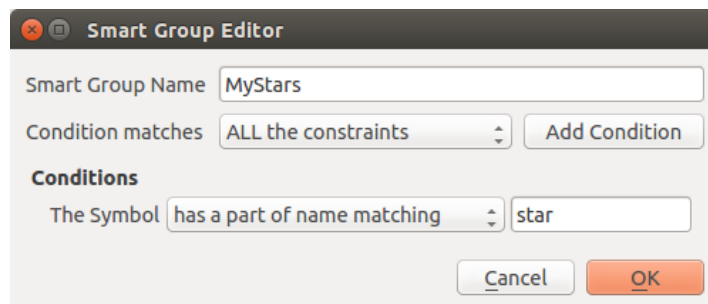 Smart Group Editor
Smart Group Name MyStars
Condition matches ALL the constraints Add Condition
Conditions
The Symbol has a part of name matching star
Cancel OK